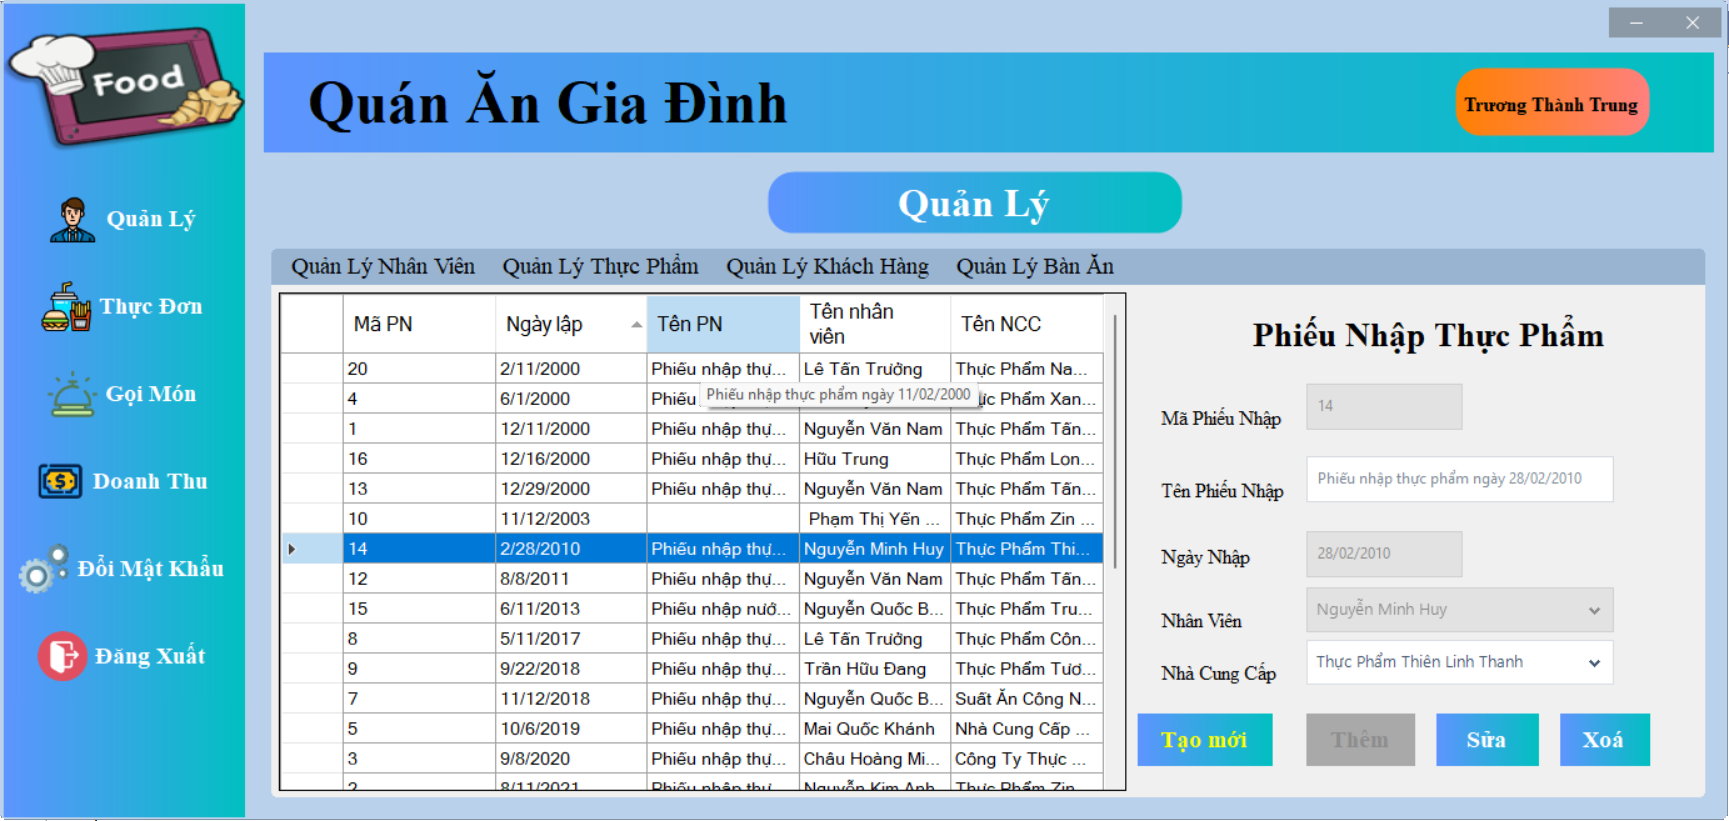 Food
Quán Ăn Gia Đình
Trương Thành Trung
Quản Lý
Thực Đơn
Gọi Món
Doanh Thu
Đổi Mật Khẩu
Đăng Xuất
Quản Lý
Quản Lý Nhân Viên Quản Lý Thực Phẩm Quản Lý Khách Hàng Quản Lý Bàn Ăn
Mã PN Ngày lập Tên PN Tên nhân viên Tên NCC
20 2/11/2000 Phiếu nhập thự... Lê Tấn Trưởng Thực Phẩm Na...
4 6/1/2000 Phiếu Phẩm Xan...
Phiếu nhập thực phẩm ngày 11/02/2000
1 12/11/2000 Phiếu nhập thự... Nguyễn Văn Nam Thực Phẩm Tấn...
16 12/16/2000 Phiếu nhập thự... Hữu Trung Thực Phẩm Lon...
13 12/29/2000 Phiếu nhập thự... Nguyễn Văn Nam Thực Phẩm Tấn...
10 11/12/2003 Phạm Thị Yến ... Thực Phẩm Zin ...
14 2/28/2010 Phiếu nhập thự... Nguyễn Minh Huy Thực Phẩm Thi...
12 8/8/2011 Phiếu nhập thự... Nguyễn Văn Nam Thực Phẩm Tấn...
15 6/11/2013 Phiếu nhập nướ... Nguyễn Quốc B... Thực Phẩm Tru...
8 5/11/2017 Phiếu nhập thự... Lê Tấn Trưởng Thực Phẩm Côn...
9 9/22/2018 Phiếu nhập thự... Trần Hữu Đang Thực Phẩm Tươ...
7 11/12/2018 Phiếu nhập thự... Nguyễn Quốc B... Suất Ăn Công N...
5 10/6/2019 Phiếu nhập thự... Mai Quốc Khánh Nhà Cung Cấp ...
3 9/8/2020 Phiếu nhập thự... Châu Hoàng Mi... Công Ty Thực ...
2 8/11/2021 Phiếu nhập thự... Nguyễn Kim Anh Thực Phẩm Zin ...
Phiếu Nhập Thực Phẩm
Mã Phiếu Nhập 14
Tên Phiếu Nhập Phiếu nhập thực phẩm ngày 28/02/2010
Ngày Nhập 28/02/2010
Nhân Viên Nguyễn Minh Huy
Nhà Cung Cấp Thực Phẩm Thiên Linh Thanh
Tạo mới Thêm Sửa Xoá